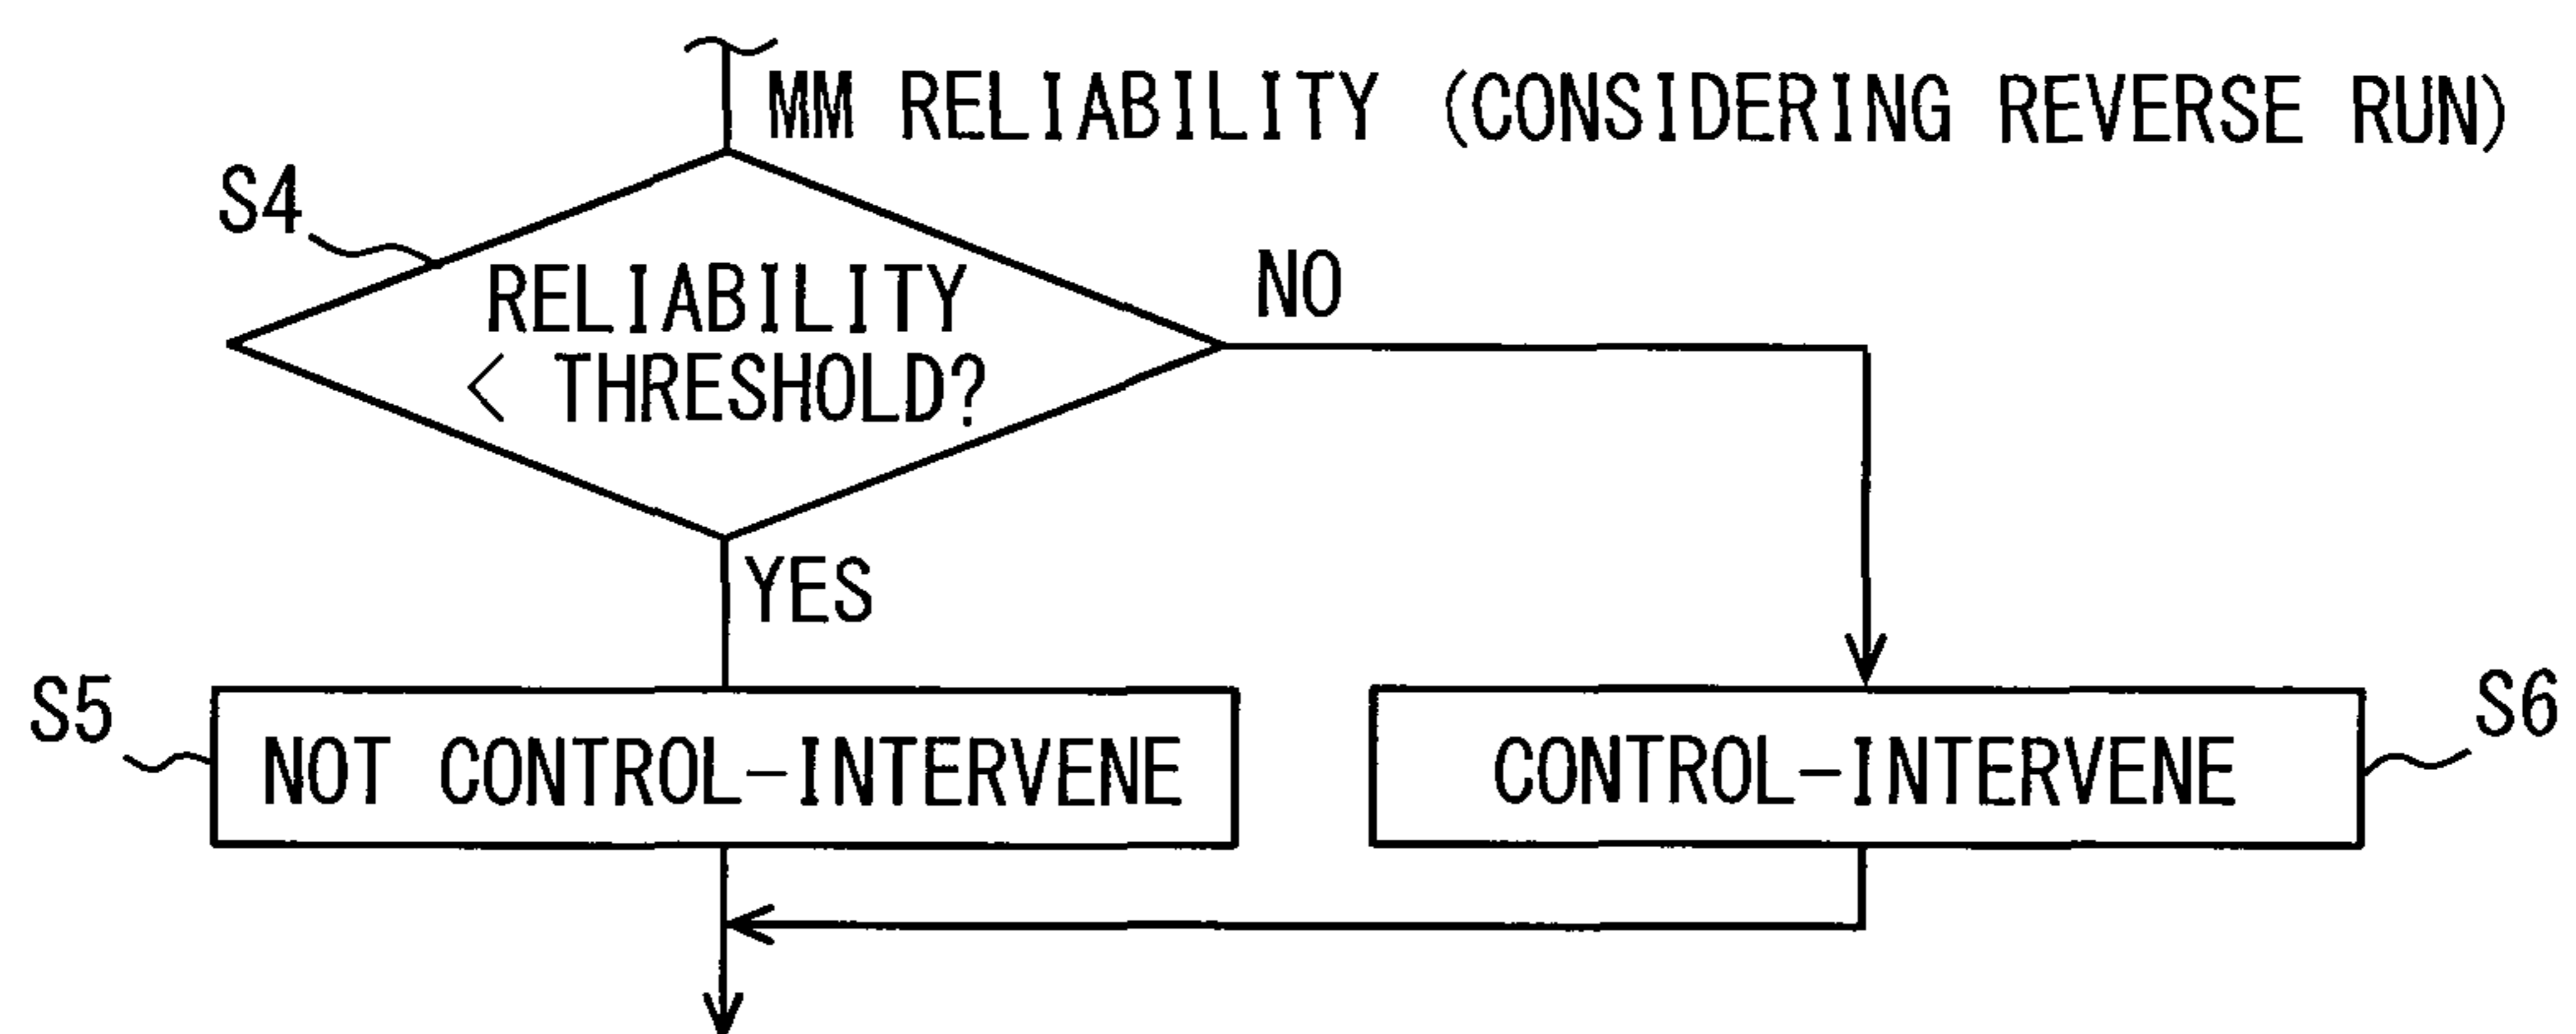 MM RELIABILITY (CONSIDERING REVERSE RUN)
S4
RELIABILITY
< THRESHOLD?
NO
YES
S5
NOT CONTROL-INTERVENE
CONTROL-INTERVENE
S6